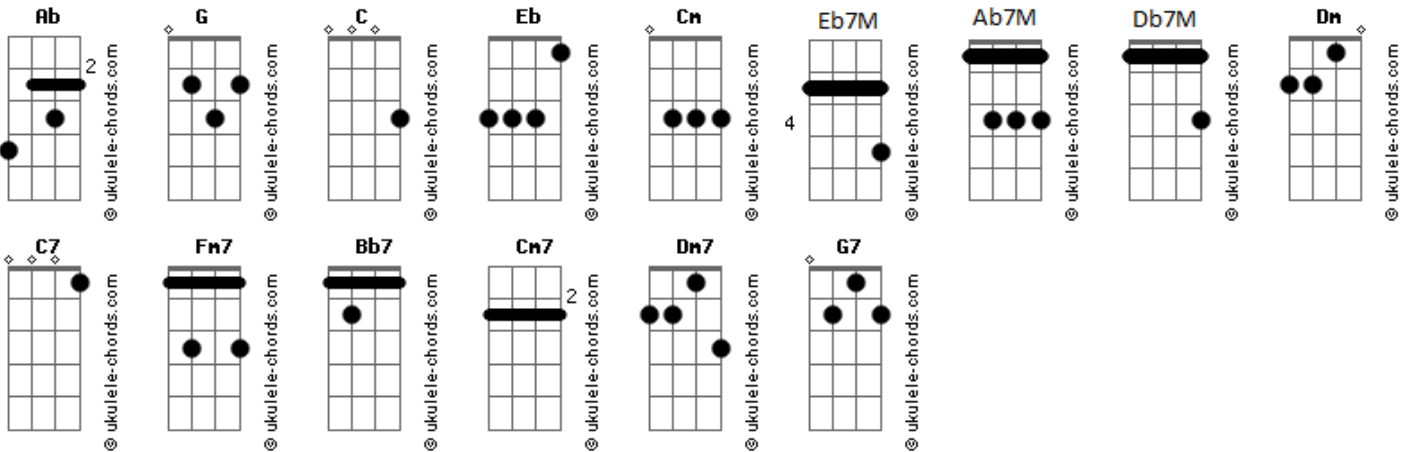 Ab G C Eb Cm Eb7M Ab7M Db7M Dm
2
4
© ukulele-chords.com © ukulele-chords.com © ukulele-chords.com © ukulele-chords.com © ukulele-chords.com © ukulele-chords.com © ukulele-chords.com © ukulele-chords.com © ukulele-chords.com
C7 Fm7 Bb7 Cm7 Dm7 G7
2
© ukulele-chords.com © ukulele-chords.com © ukulele-chords.com © ukulele-chords.com © ukulele-chords.com © ukulele-chords.com